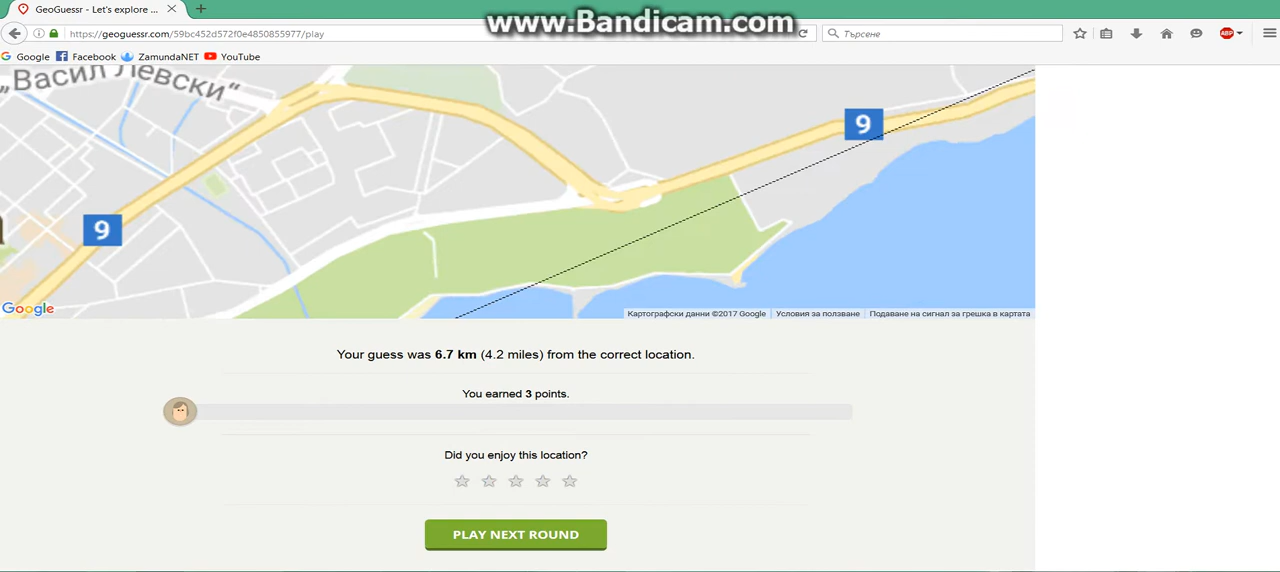 GeoGuessr - Let's explore ...
www.Bandicam.com
https://geoguessr.com/59bc452d572f0e4850855977/play
Търсене
ABP
Google
Facebook
ZamundaNET
YouTube
„Васил Левски“
9
9
Google
Картографски данни ©2017 Google
Условия за ползване
Подаване на сигнал за грешка в картата
Your guess was 6.7 km (4.2 miles) from the correct location.
You earned 3 points.
Did you enjoy this location?
PLAY NEXT ROUND